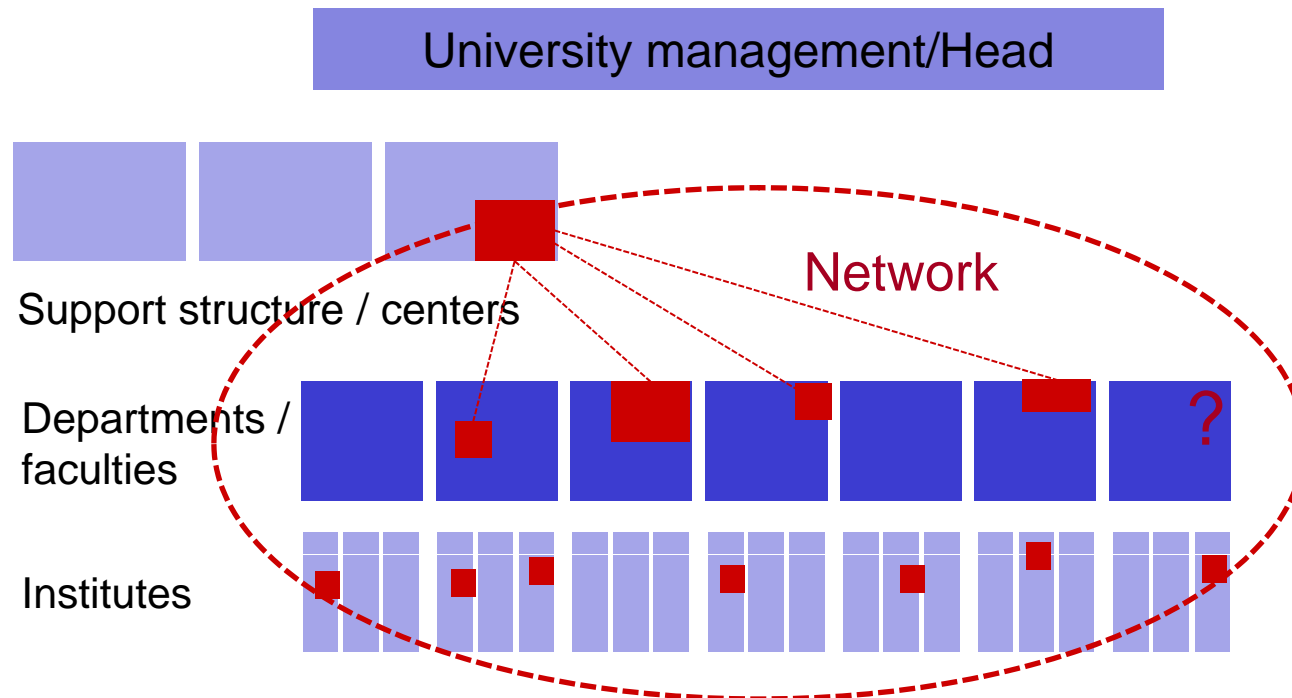 University management/Head
Network
Support structure / centers
Departments /
faculties
?
Institutes